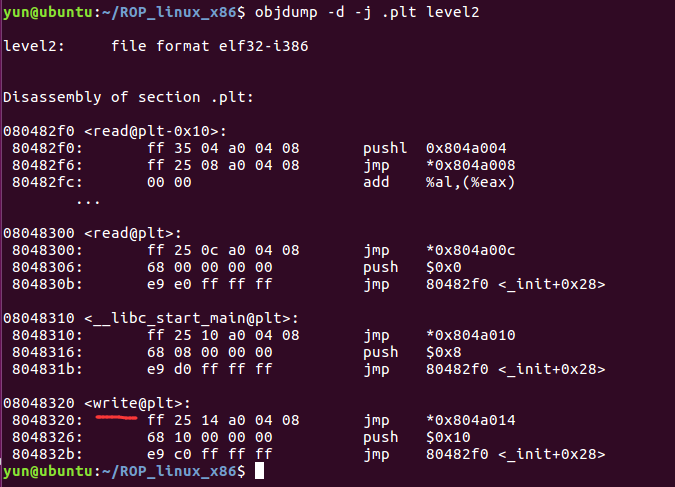 yun@ubuntu:~/ROP_linux_x86$ objdump -d -j .plt level2
level2:     file format elf32-i386
Disassembly of section .plt:
080482f0 <read@plt-0x10>:
 80482f0:	ff 35 04 a0 04 08    	pushl  0x804a004
 80482f6:	ff 25 08 a0 04 08    	jmp    *0x804a008
 80482fc:	00 00                	add    %al,(%eax)
	...
08048300 <read@plt>:
 8048300:	ff 25 0c a0 04 08    	jmp    *0x804a00c
 8048306:	68 00 00 00 00       	push   $0x0
 804830b:	e9 e0 ff ff ff       	jmp    80482f0 <_init+0x28>
08048310 <__libc_start_main@plt>:
 8048310:	ff 25 10 a0 04 08    	jmp    *0x804a010
 8048316:	68 08 00 00 00       	push   $0x8
 804831b:	e9 d0 ff ff ff       	jmp    80482f0 <_init+0x28>
08048320 <write@plt>:
 8048320:	ff 25 14 a0 04 08    	jmp    *0x804a014
 8048326:	68 10 00 00 00       	push   $0x10
 804832b:	e9 c0 ff ff ff       	jmp    80482f0 <_init+0x28>
yun@ubuntu:~/ROP_linux_x86$